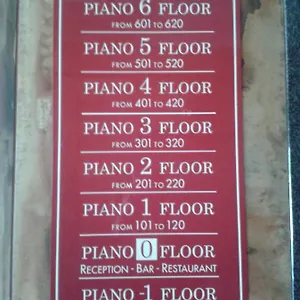 PIANO 6 FLOOR
FROM 601 TO 620
PIANO 5 FLOOR
FROM 501 TO 520
PIANO 4 FLOOR
FROM 401 TO 420
PIANO 3 FLOOR
FROM 301 TO 320
PIANO 2 FLOOR
FROM 201 TO 220
PIANO 1 FLOOR
FROM 101 TO 120
PIANO 0 FLOOR
RECEPTION - BAR - RESTAURANT
PIANO -1 FLOOR